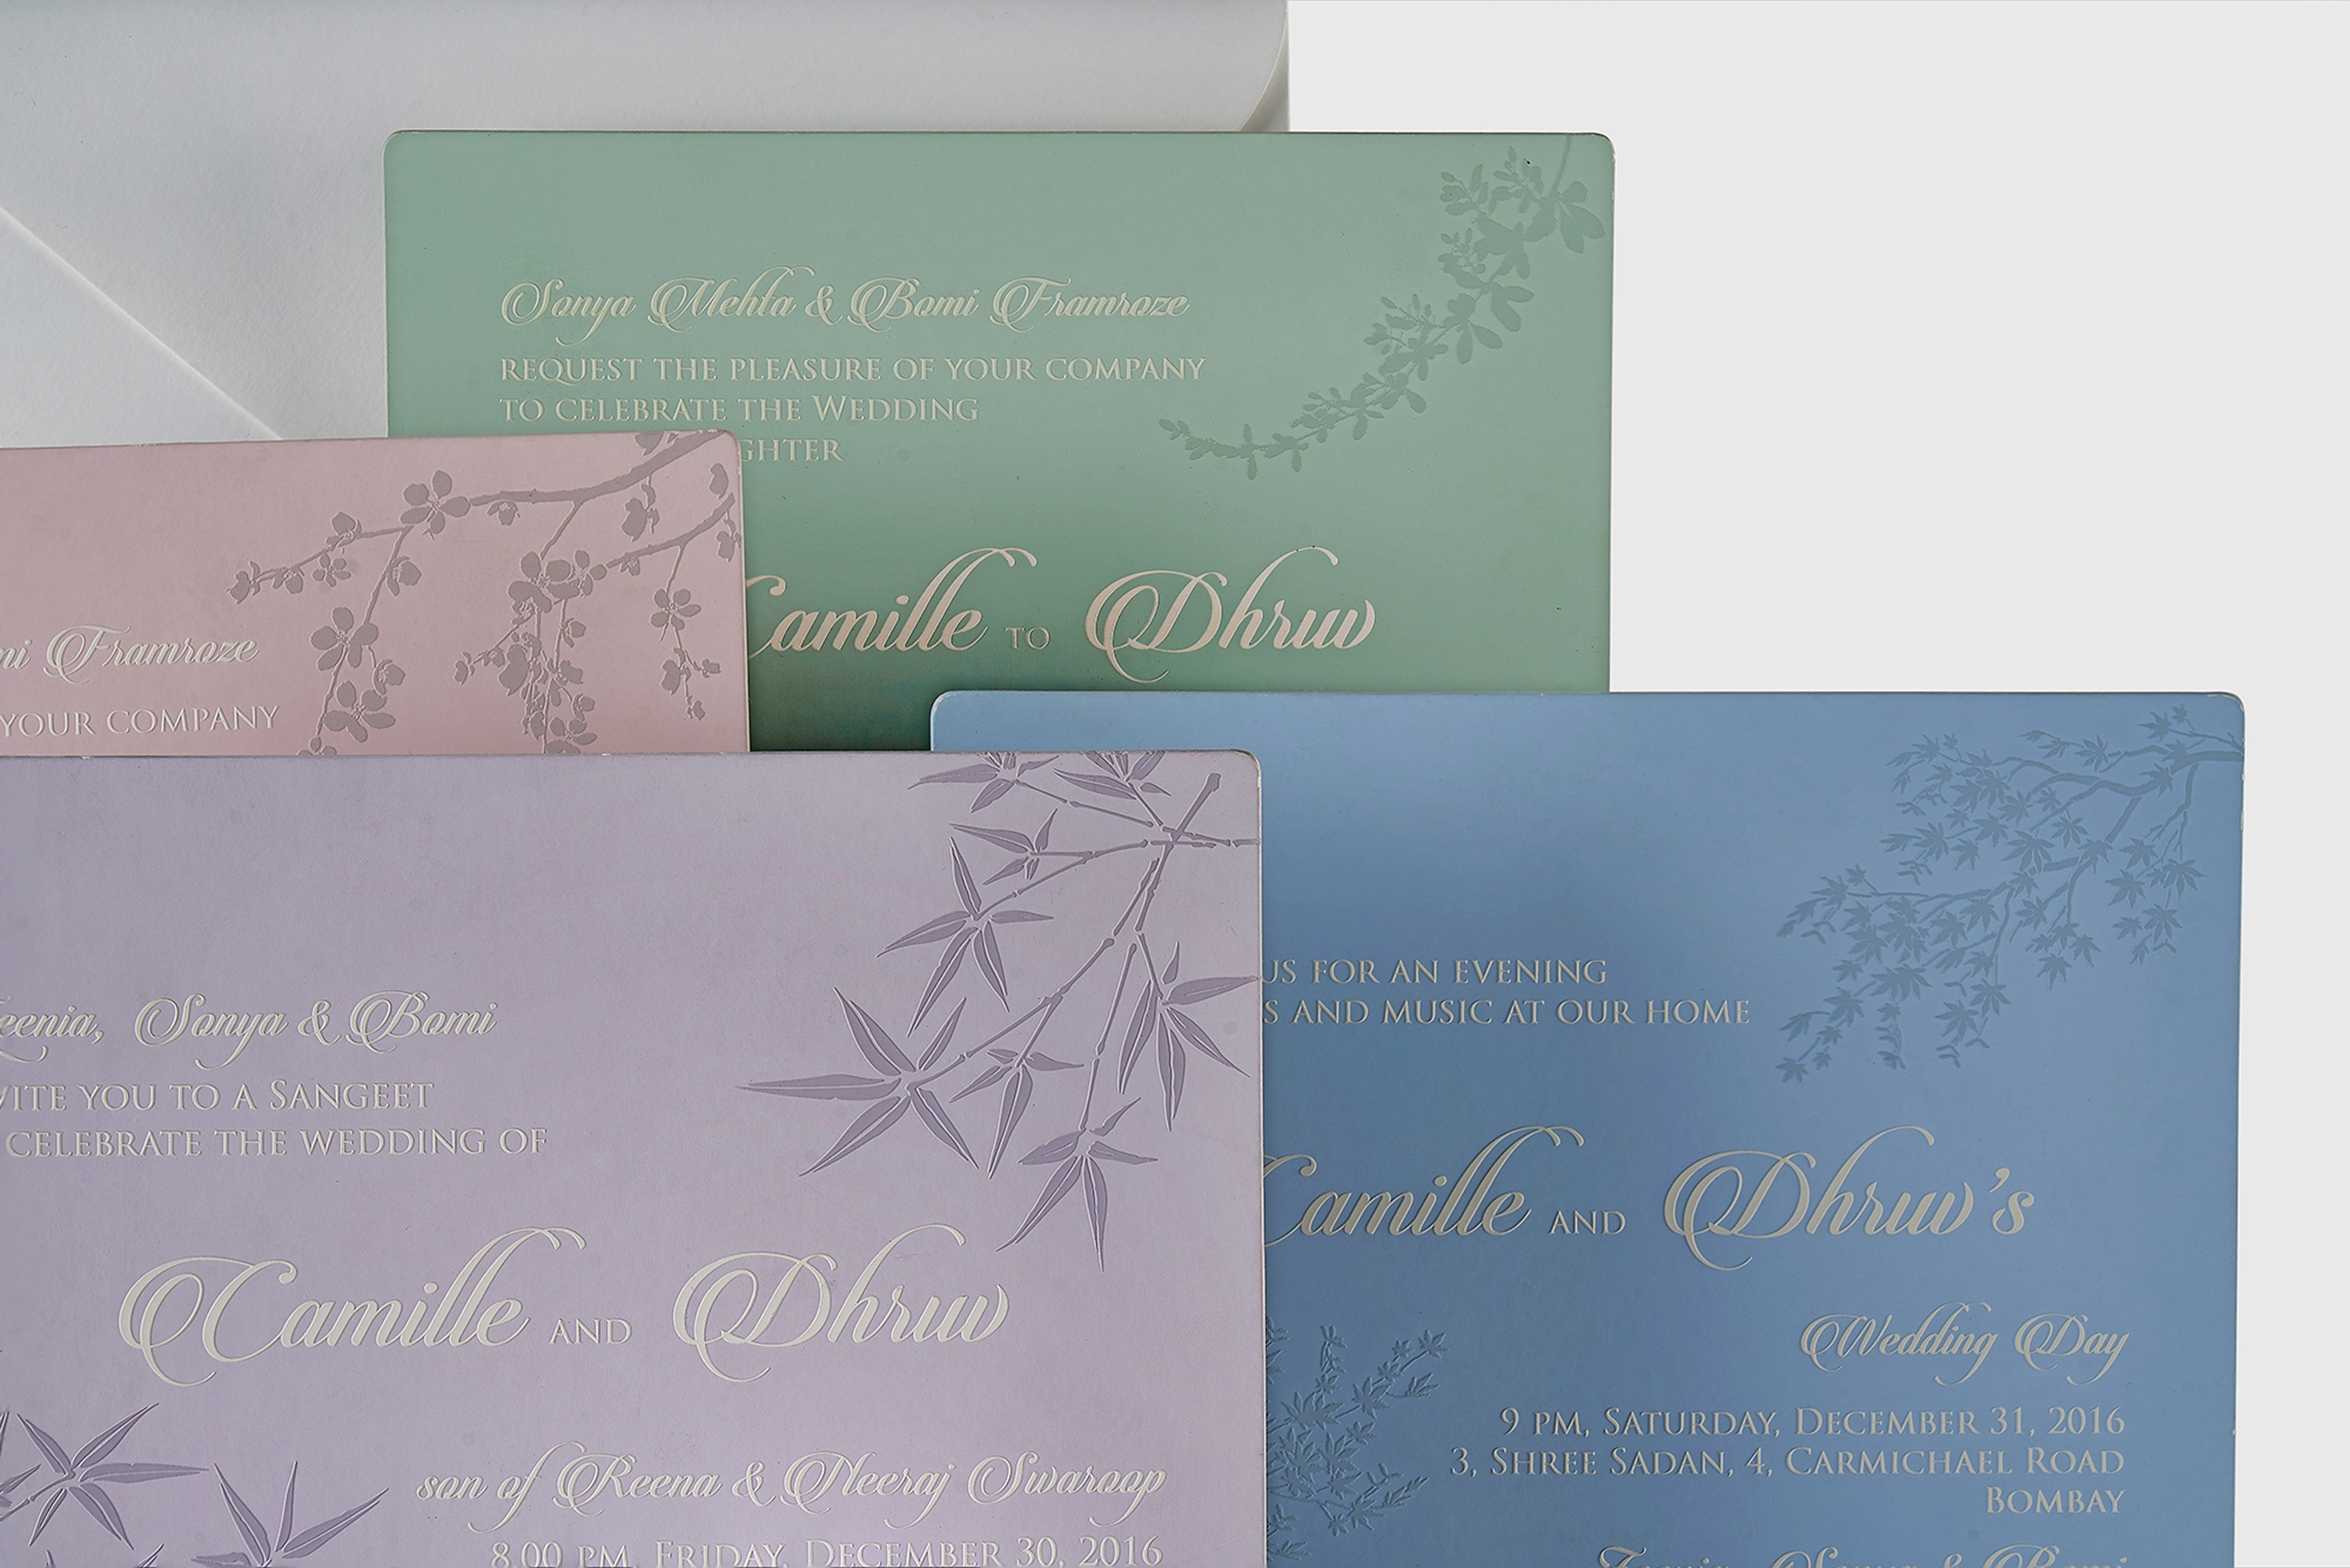 Sonya Mehta & Bomi Framroze
REQUEST THE PLEASURE OF YOUR COMPANY
TO CELEBRATE THE WEDDING
Camille TO Dhruv
Framroze
YOUR COMPANY
US FOR AN EVENING
AND MUSIC AT OUR HOME
Camille AND Dhruv's
Wedding Day
9 PM, SATURDAY, DECEMBER 31, 2016
3, SHREE SADAN, 4, CARMICHAEL ROAD
BOMBAY
Sonya & Bomi
Sonya & Bomi
YOU TO A SANGEET
CELEBRATE THE WEDDING OF
Camille AND Dhruv
son of Reena & Neeraj Swaroop
8.00 PM, FRIDAY, DECEMBER 30, 2016